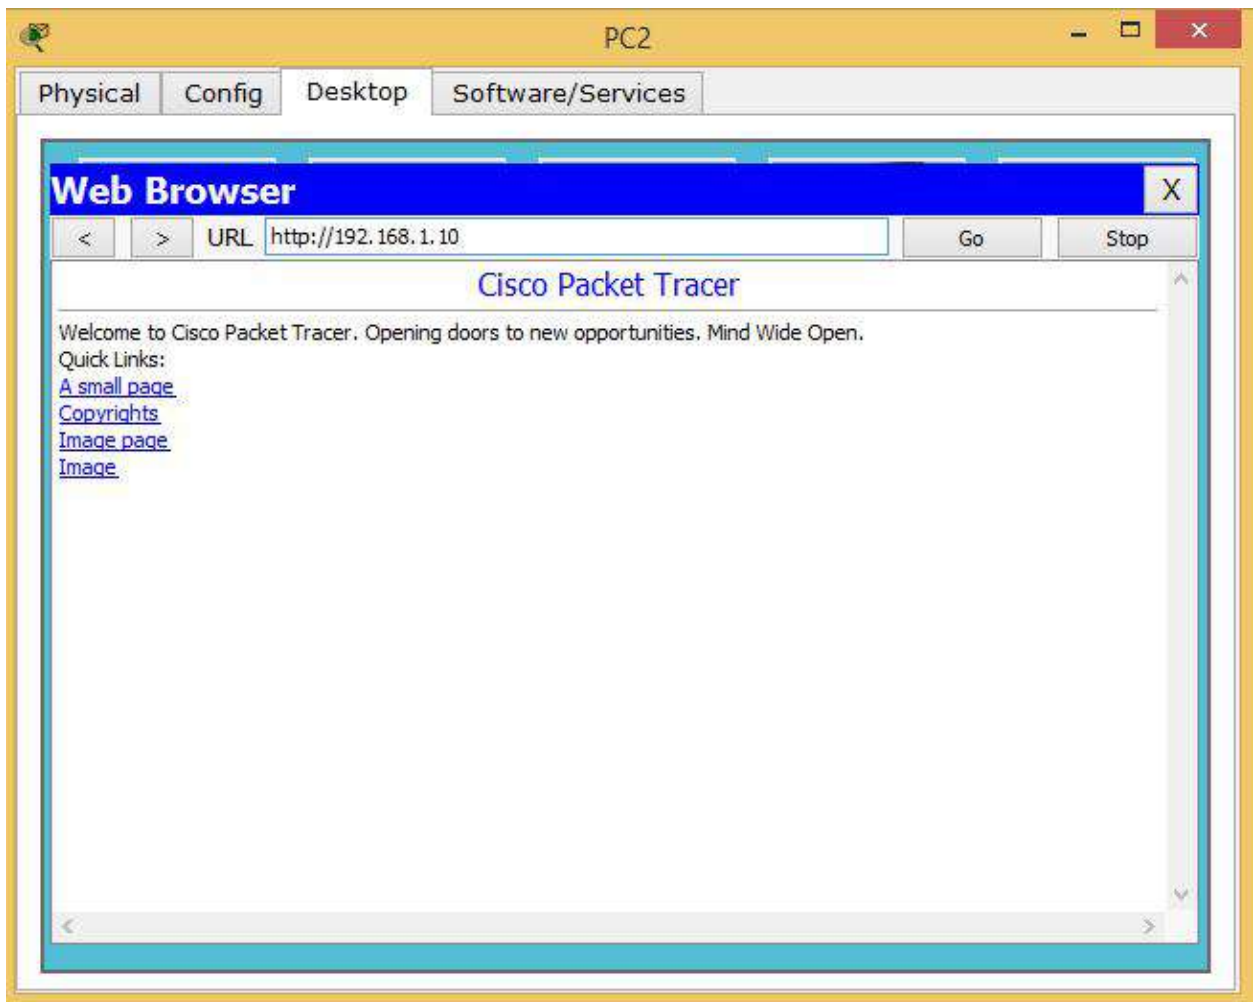 PC2
Physical Config Desktop Software/Services
Web Browser X
< > URL http://192.168.1.10 Go Stop
Cisco Packet Tracer
Welcome to Cisco Packet Tracer. Opening doors to new opportunities. Mind Wide Open.
Quick Links:
A small page
Copyrights
Image page
Image